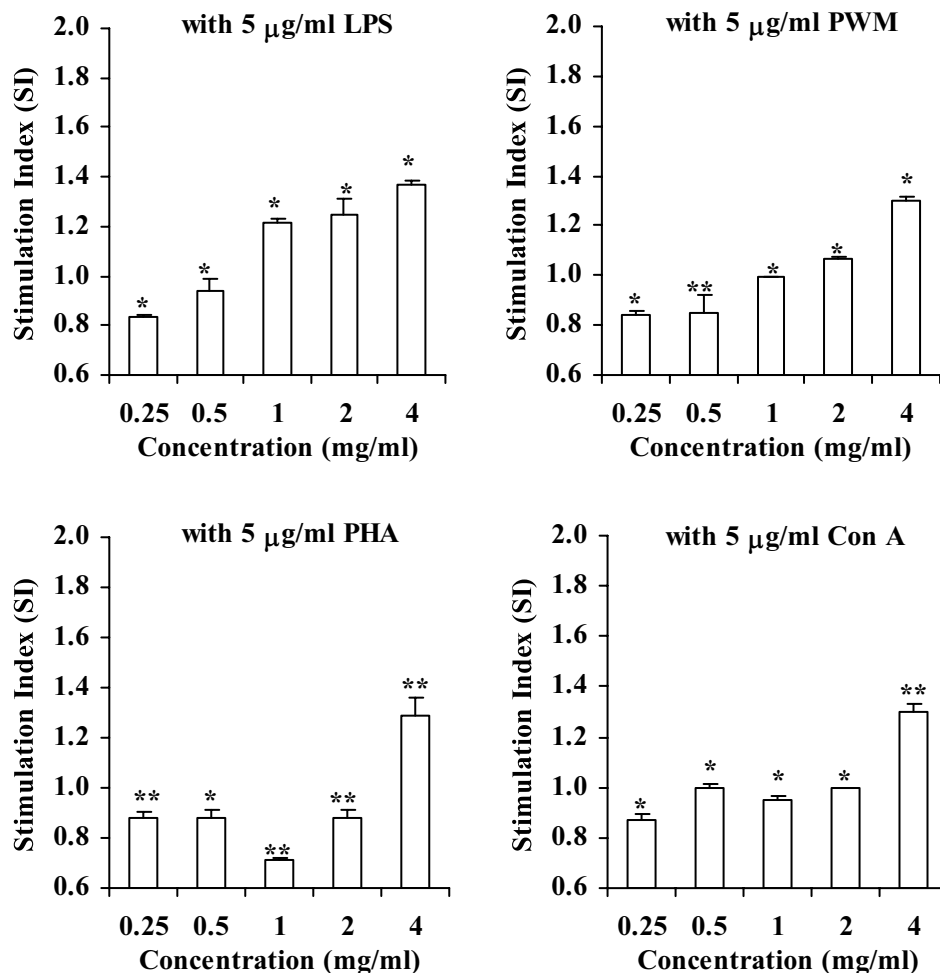 with 5 μg/ml LPS
Stimulation Index (SI)
2.0
1.8
1.6
1.4
1.2
1.0
0.8
0.6
* * * * *
0.25 0.5 1 2 4
Concentration (mg/ml)
with 5 μg/ml PWM
Stimulation Index (SI)
2.0
1.8
1.6
1.4
1.2
1.0
0.8
0.6
* ** * * *
0.25 0.5 1 2 4
Concentration (mg/ml)
with 5 μg/ml PHA
Stimulation Index (SI)
2.0
1.8
1.6
1.4
1.2
1.0
0.8
0.6
** * ** ** **
0.25 0.5 1 2 4
Concentration (mg/ml)
with 5 μg/ml Con A
Stimulation Index (SI)
2.0
1.8
1.6
1.4
1.2
1.0
0.8
0.6
* * * * **
0.25 0.5 1 2 4
Concentration (mg/ml)